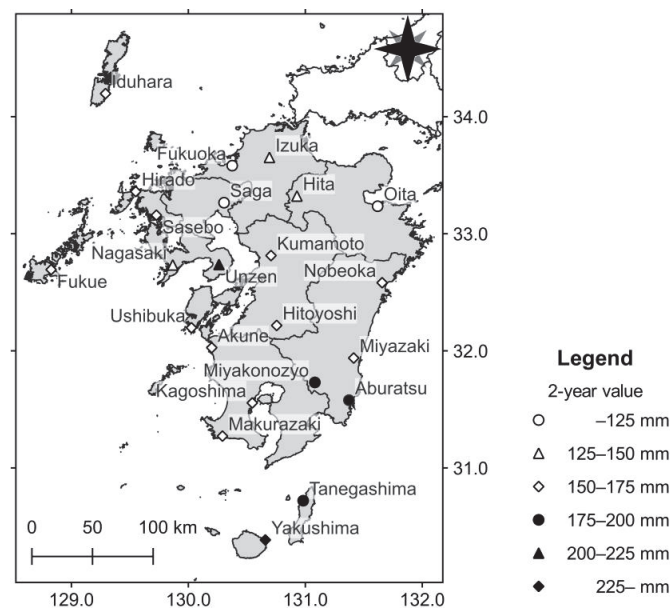 Iduhara
34.0
Fukuoka
Izuka
Hirado
Saga
Hita
Oita
Sasebo
33.0
Nagasaki
Kumamoto
Unzen
Nobeoka
Fukue
Ushibuka
Hitoyoshi
Akune
Miyazaki
32.0
Miyakonozyo
Kagoshima
Aburatsu
Makurazaki
31.0
Tanegashima
0 50 100 km
Yakushima
129.0 130.0 131.0 132.0
Legend
2-year value
–125 mm
125–150 mm
150–175 mm
175–200 mm
200–225 mm
225– mm